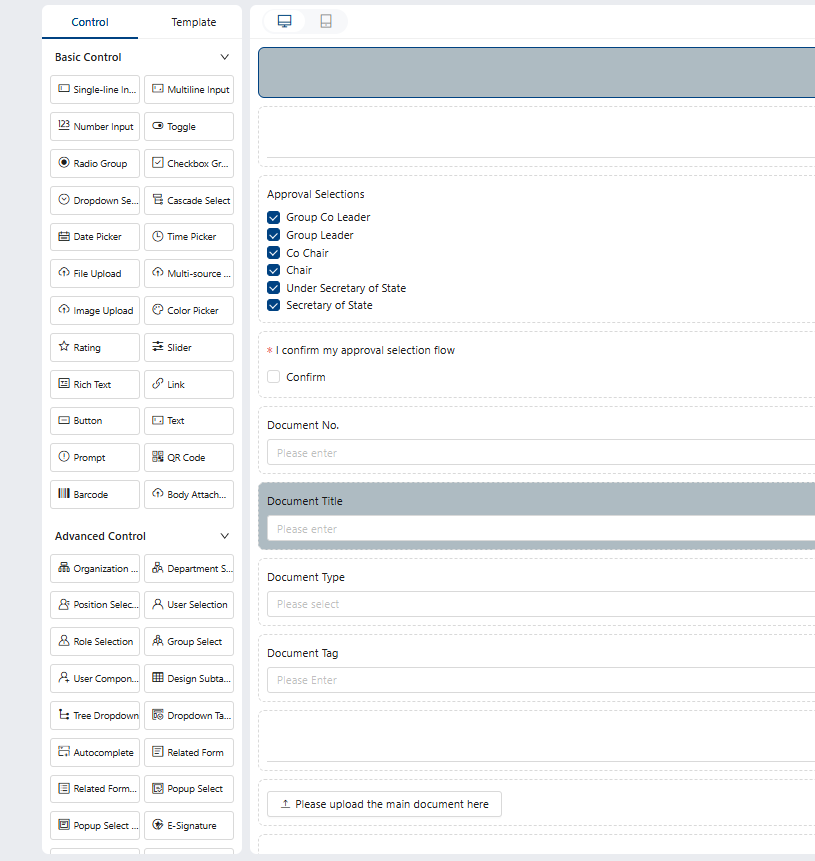 Control Template
Basic Control
Single-line In... Multiline Input
123 Number Input Toggle
Radio Group Checkbox Gr...
Dropdown Se... Cascade Select
Date Picker Time Picker
File Upload Multi-source ...
Image Upload Color Picker
Rating Slider
Rich Text Link
Button Text
Prompt QR Code
Barcode Body Attach...
Advanced Control
Organization ... Department S...
Position Selec... User Selection
Role Selection Group Select
User Compon... Design Subta...
Tree Dropdown Dropdown Ta...
Autocomplete Related Form
Related Form... Popup Select
Popup Select ... E-Signature
Approval Selections
Group Co Leader
Group Leader
Co Chair
Chair
Under Secretary of State
Secretary of State
* I confirm my approval selection flow
Confirm
Document No.
Please enter
Document Title
Please enter
Document Type
Please select
Document Tag
Please Enter
Please upload the main document here